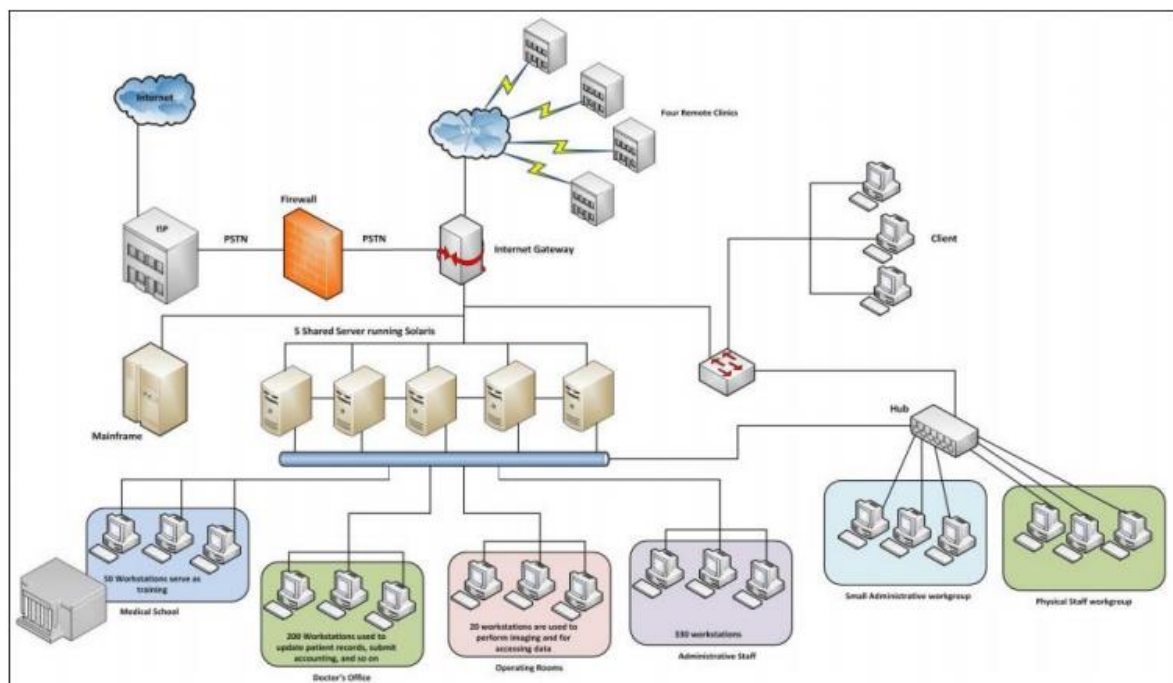 Internet
VPN
Four Remote Clinics
ISP
PSTN
Firewall
PSTN
Internet Gateway
Client
5 Shared Server running Solaris
Mainframe
Hub
50 Workstations serve as
training
Medical School
200 Workstations used to
update patient records, submit
accounting, and so on
Doctor's Office
20 workstations are used to
perform imaging and for
accessing data
Operating Rooms
330 workstations
Administrative Staff
Small Administrative workgroup
Physical Staff workgroup